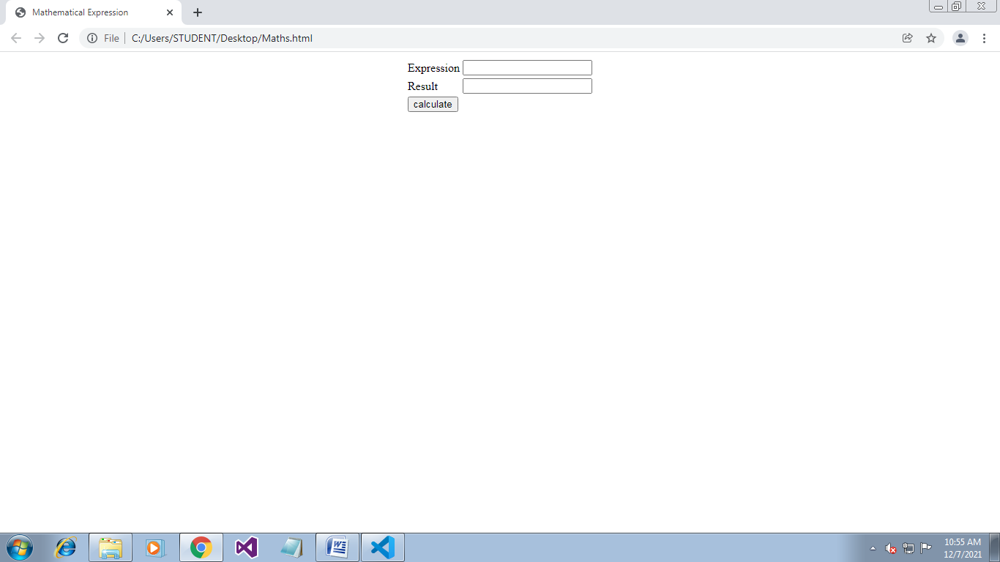 Mathematical Expression
File C:/Users/STUDENT/Desktop/Maths.html
Expression
Result
calculate
10:55 AM
12/7/2021